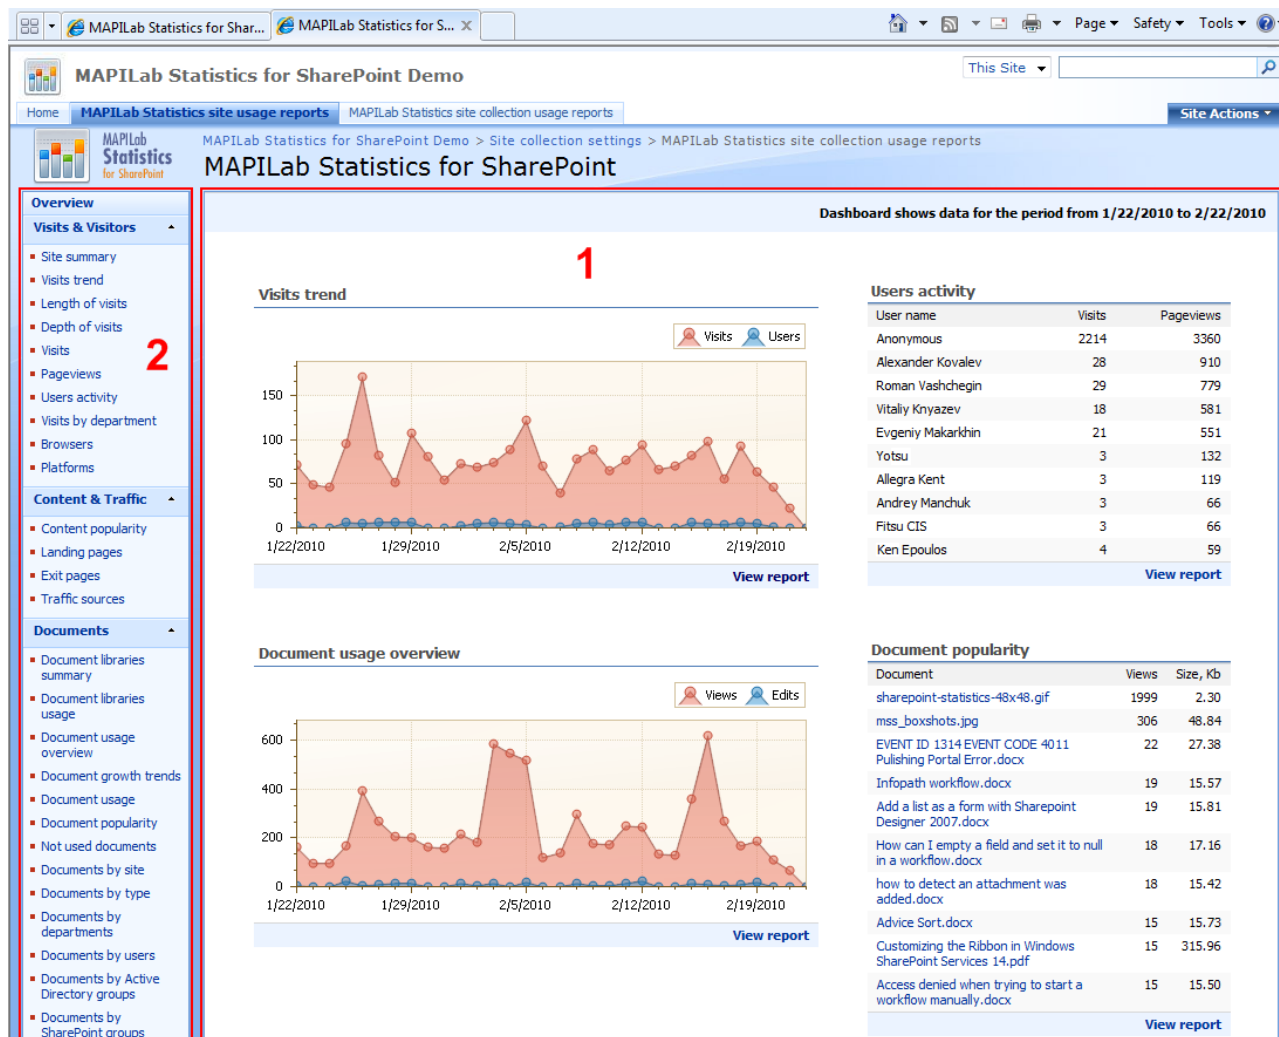 MAPILab Statistics for Shar...
MAPILab Statistics for S...
Page
Safety
Tools
MAPILab Statistics for SharePoint Demo
This Site
Home
MAPILab Statistics site usage reports
MAPILab Statistics site collection usage reports
Site Actions
MAPILab
Statistics
for SharePoint
MAPILab Statistics for SharePoint Demo > Site collection settings > MAPILab Statistics site collection usage reports
MAPILab Statistics for SharePoint
Overview
Visits & Visitors
Site summary
Visits trend
Length of visits
Depth of visits
Visits
Pageviews
Users activity
Visits by department
Browsers
Platforms
2
Content & Traffic
Content popularity
Landing pages
Exit pages
Traffic sources
Documents
Document libraries
summary
Document libraries
usage
Document usage
overview
Document growth trends
Document usage
Document popularity
Not used documents
Documents by site
Documents by type
Documents by
departments
Documents by users
Documents by Active
Directory groups
Documents by
SharePoint groups
Dashboard shows data for the period from 1/22/2010 to 2/22/2010
1
Visits trend
Visits Users
150
100
50
0
1/22/2010 1/29/2010 2/5/2010 2/12/2010 2/19/2010
View report
Users activity
User name Visits Pageviews
Anonymous 2214 3360
Alexander Kovalev 28 910
Roman Vashchegin 29 779
Vitaliy Knyazev 18 581
Evgeniy Makarkhin 21 551
Yotsu 3 132
Allegra Kent 3 119
Andrey Manchuk 3 66
Fitsu CIS 3 66
Ken Epoulos 4 59
View report
Document usage overview
Views Edits
600
400
200
0
1/22/2010 1/29/2010 2/5/2010 2/12/2010 2/19/2010
View report
Document popularity
Document Views Size, Kb
sharepoint-statistics-48x48.gif 1999 2.30
mss_boxshots.jpg 306 48.84
EVENT ID 1314 EVENT CODE 4011 22 27.38
Pulishing Portal Error.docx
Infopath workflow.docx 19 15.57
Add a list as a form with Sharepoint 19 15.81
Designer 2007.docx
How can I empty a field and set it to null 18 17.16
in a workflow.docx
how to detect an attachment was 18 15.42
added.docx
Advice Sort.docx 15 15.73
Customizing the Ribbon in Windows 15 315.96
SharePoint Services 14.pdf
Access denied when trying to start a 15 15.50
workflow manually.docx
View report